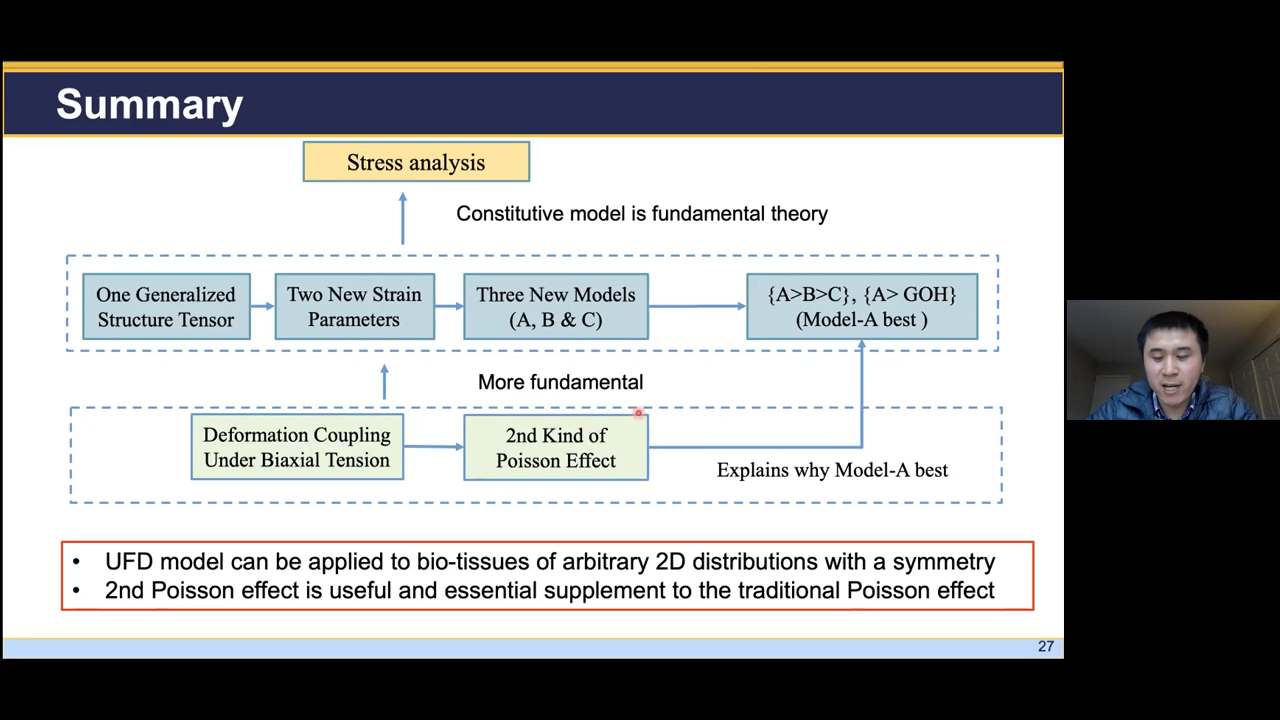 Summary
Stress analysis
Constitutive model is fundamental theory
One Generalized
Structure Tensor
Two New Strain
Parameters
Three New Models
(A, B & C)
{A>B>C}, {A> GOH}
(Model-A best )
More fundamental
Deformation Coupling
Under Biaxial Tension
2nd Kind of
Poisson Effect
Explains why Model-A best
• UFD model can be applied to bio-tissues of arbitrary 2D distributions with a symmetry
• 2nd Poisson effect is useful and essential supplement to the traditional Poisson effect
27